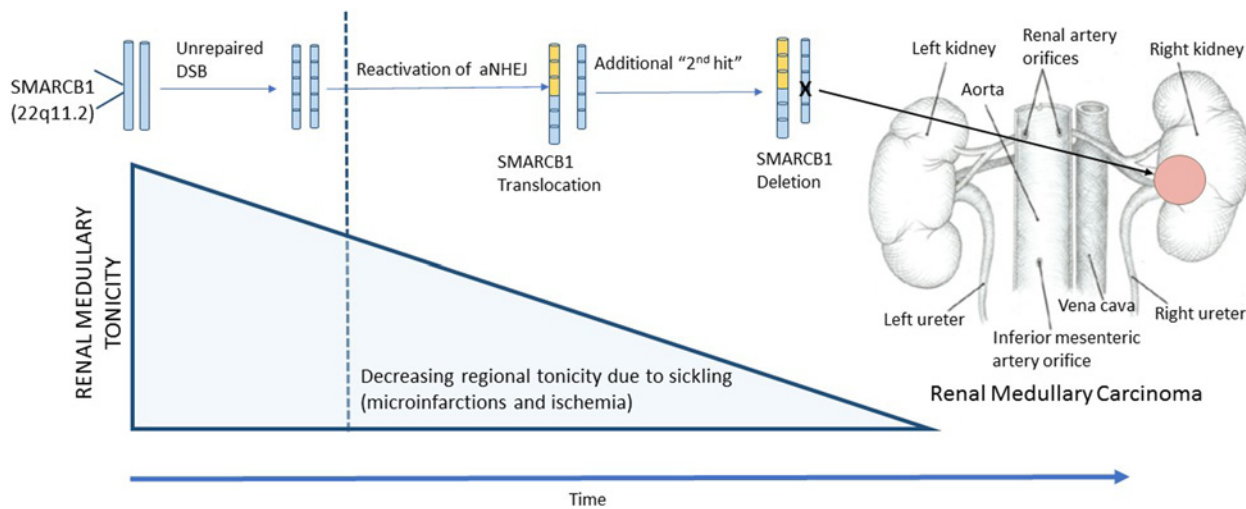 SMARCB1
(22q11.2)
Unrepaired
DSB
Reactivation of aNHEJ
SMARCB1
Translocation
Additional “2nd hit”
X
SMARCB1
Deletion
Left kidney
Renal artery
orifices
Right kidney
Aorta
Left ureter
Vena cava
Right ureter
Inferior mesenteric
artery orifice
Renal Medullary Carcinoma
RENAL MEDULLARY
TONICITY
Decreasing regional tonicity due to sickling
(microinfarctions and ischemia)
Time